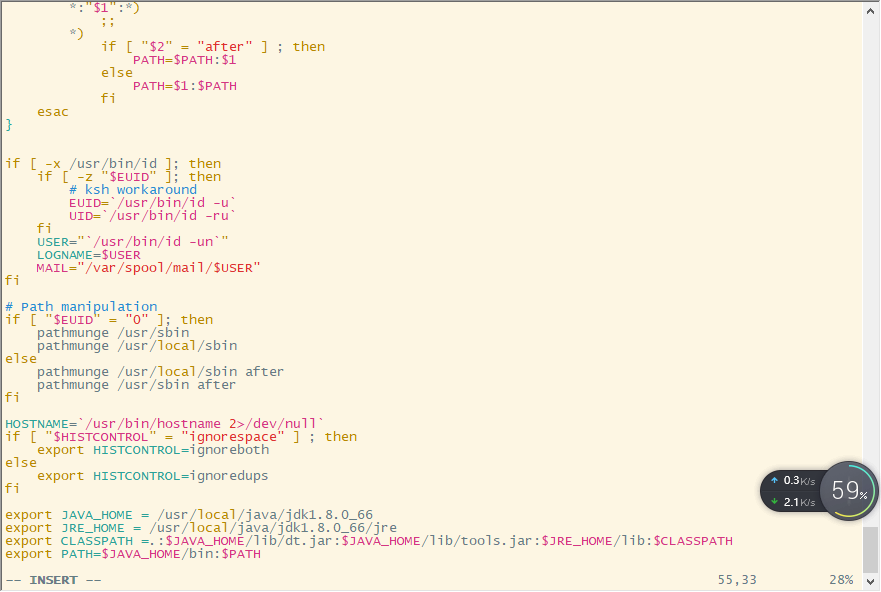 *:"$1":*)
            ;;
        *)
            if [ "$2" = "after" ] ; then
                PATH=$PATH:$1
            else
                PATH=$1:$PATH
            fi
    esac
}
if [ -x /usr/bin/id ]; then
    if [ -z "$EUID" ]; then
        # ksh workaround
        EUID=`/usr/bin/id -u`
        UID=`/usr/bin/id -ru`
    fi
    USER="`/usr/bin/id -un`"
    LOGNAME=$USER
    MAIL="/var/spool/mail/$USER"
fi
# Path manipulation
if [ "$EUID" = "0" ]; then
    pathmunge /usr/sbin
    pathmunge /usr/local/sbin
else
    pathmunge /usr/local/sbin after
    pathmunge /usr/sbin after
fi
HOSTNAME=`/usr/bin/hostname 2>/dev/null`
if [ "$HISTCONTROL" = "ignorespace" ] ; then
    export HISTCONTROL=ignoreboth
else
    export HISTCONTROL=ignoredups
fi
export JAVA_HOME = /usr/local/java/jdk1.8.0_66
export JRE_HOME = /usr/local/java/jdk1.8.0_66/jre
export CLASSPATH =.:$JAVA_HOME/lib/dt.jar:$JAVA_HOME/lib/tools.jar:$JRE_HOME/lib:$CLASSPATH
export PATH=$JAVA_HOME/bin:$PATH
-- INSERT -- 55,33 28%
0.3K/s
2.1K/s
59%